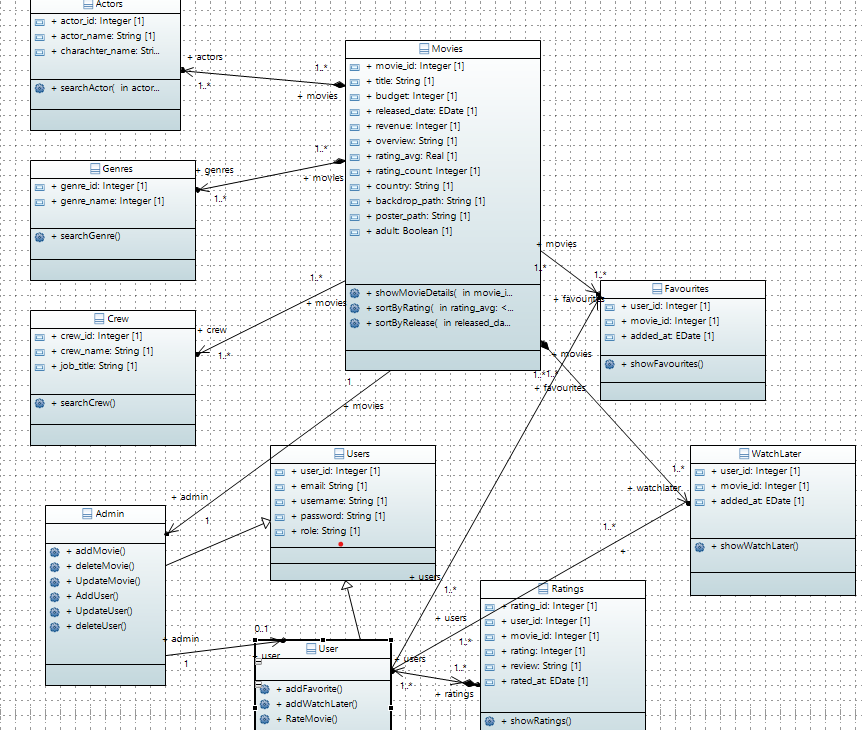 Actors
+ actor_id: Integer [1]
+ actor_name: String [1]
+ charachter_name: Stri...
+ searchActor( in actor...
+ actors
1..*
1..*
+ movies
Movies
+ movie_id: Integer [1]
+ title: String [1]
+ budget: Integer [1]
+ released_date: EDate [1]
+ revenue: Integer [1]
+ overview: String [1]
+ rating_avg: Real [1]
+ rating_count: Integer [1]
+ country: String [1]
+ backdrop_path: String [1]
+ poster_path: String [1]
+ adult: Boolean [1]
+ showMovieDetails( in movie_i...
+ sortByRating( in rating_avg: <...
+ sortByRelease( in released_da...
Genres
+ genre_id: Integer [1]
+ genre_name: Integer [1]
+ searchGenre()
+ genres
1..*
1..*
+ movies
Crew
+ crew_id: Integer [1]
+ crew_name: String [1]
+ job_title: String [1]
+ searchCrew()
+ crew
1..*
1..*
+ movies
+ movies
1..*
1..*
+ favourites
Favourites
+ user_id: Integer [1]
+ movie_id: Integer [1]
+ added_at: EDate [1]
+ showFavourites()
+ movies
1..*
1..*
+ favourites
1
+ movies
+ admin
1
Users
+ user_id: Integer [1]
+ email: String [1]
+ username: String [1]
+ password: String [1]
+ role: String [1]
WatchLater
+ user_id: Integer [1]
+ movie_id: Integer [1]
+ added_at: EDate [1]
+ showWatchLater()
1..*
+ watchlater
1..*
+
Admin
+ addMovie()
+ deleteMovie()
+ UpdateMovie()
+ AddUser()
+ UpdateUser()
+ deleteUser()
+ admin
1
0..1
+ user
+ users
1..*
+ users
1..*
+ users
1..*
1..*
+ ratings
User
+ addFavorite()
+ addWatchLater()
+ RateMovie()
Ratings
+ rating_id: Integer [1]
+ user_id: Integer [1]
+ movie_id: Integer [1]
+ rating: Integer [1]
+ review: String [1]
+ rated_at: EDate [1]
+ showRatings()